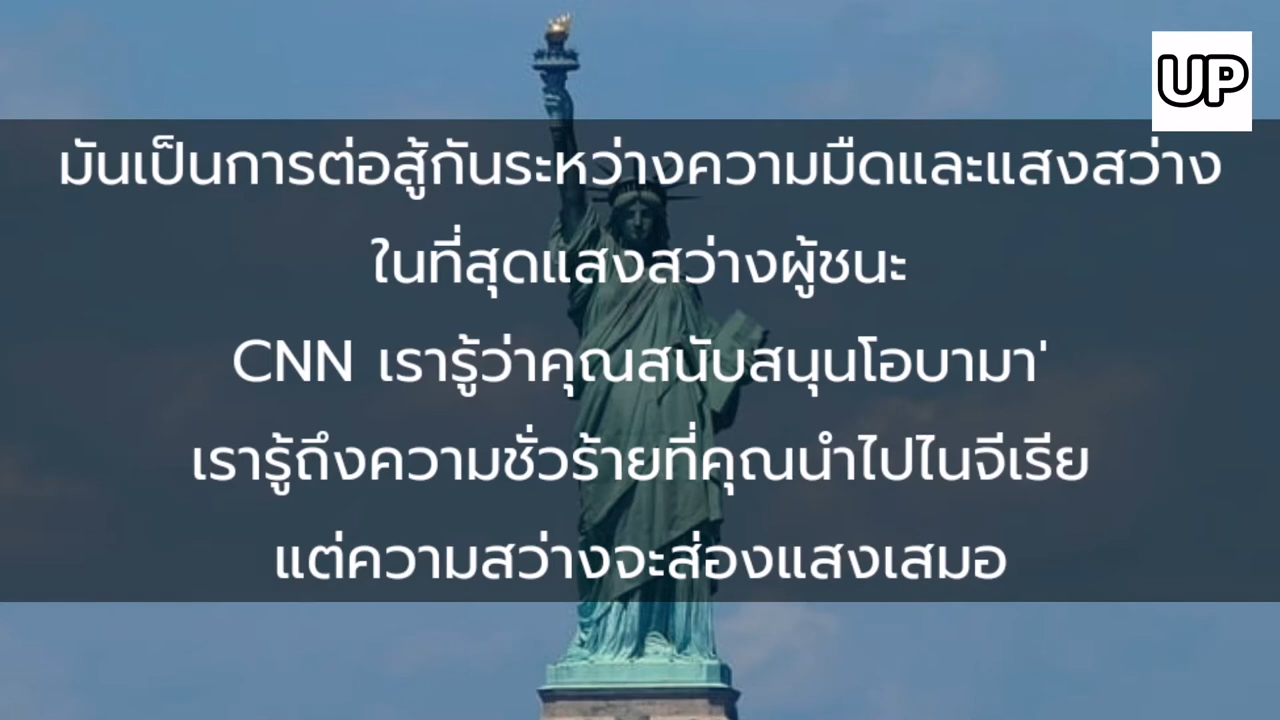 UP
มันเป็นการต่อสู้กันระหว่างความมืดและแสงสว่าง
ในที่สุดแสงสว่างผู้ชนะ
CNN เรารู้ว่าคุณสนับสนุนโอบามา'
เรารู้ถึงความชั่วร้ายที่คุณนำไปไนจีเรีย
แต่ความสว่างจะส่องแสงเสมอ